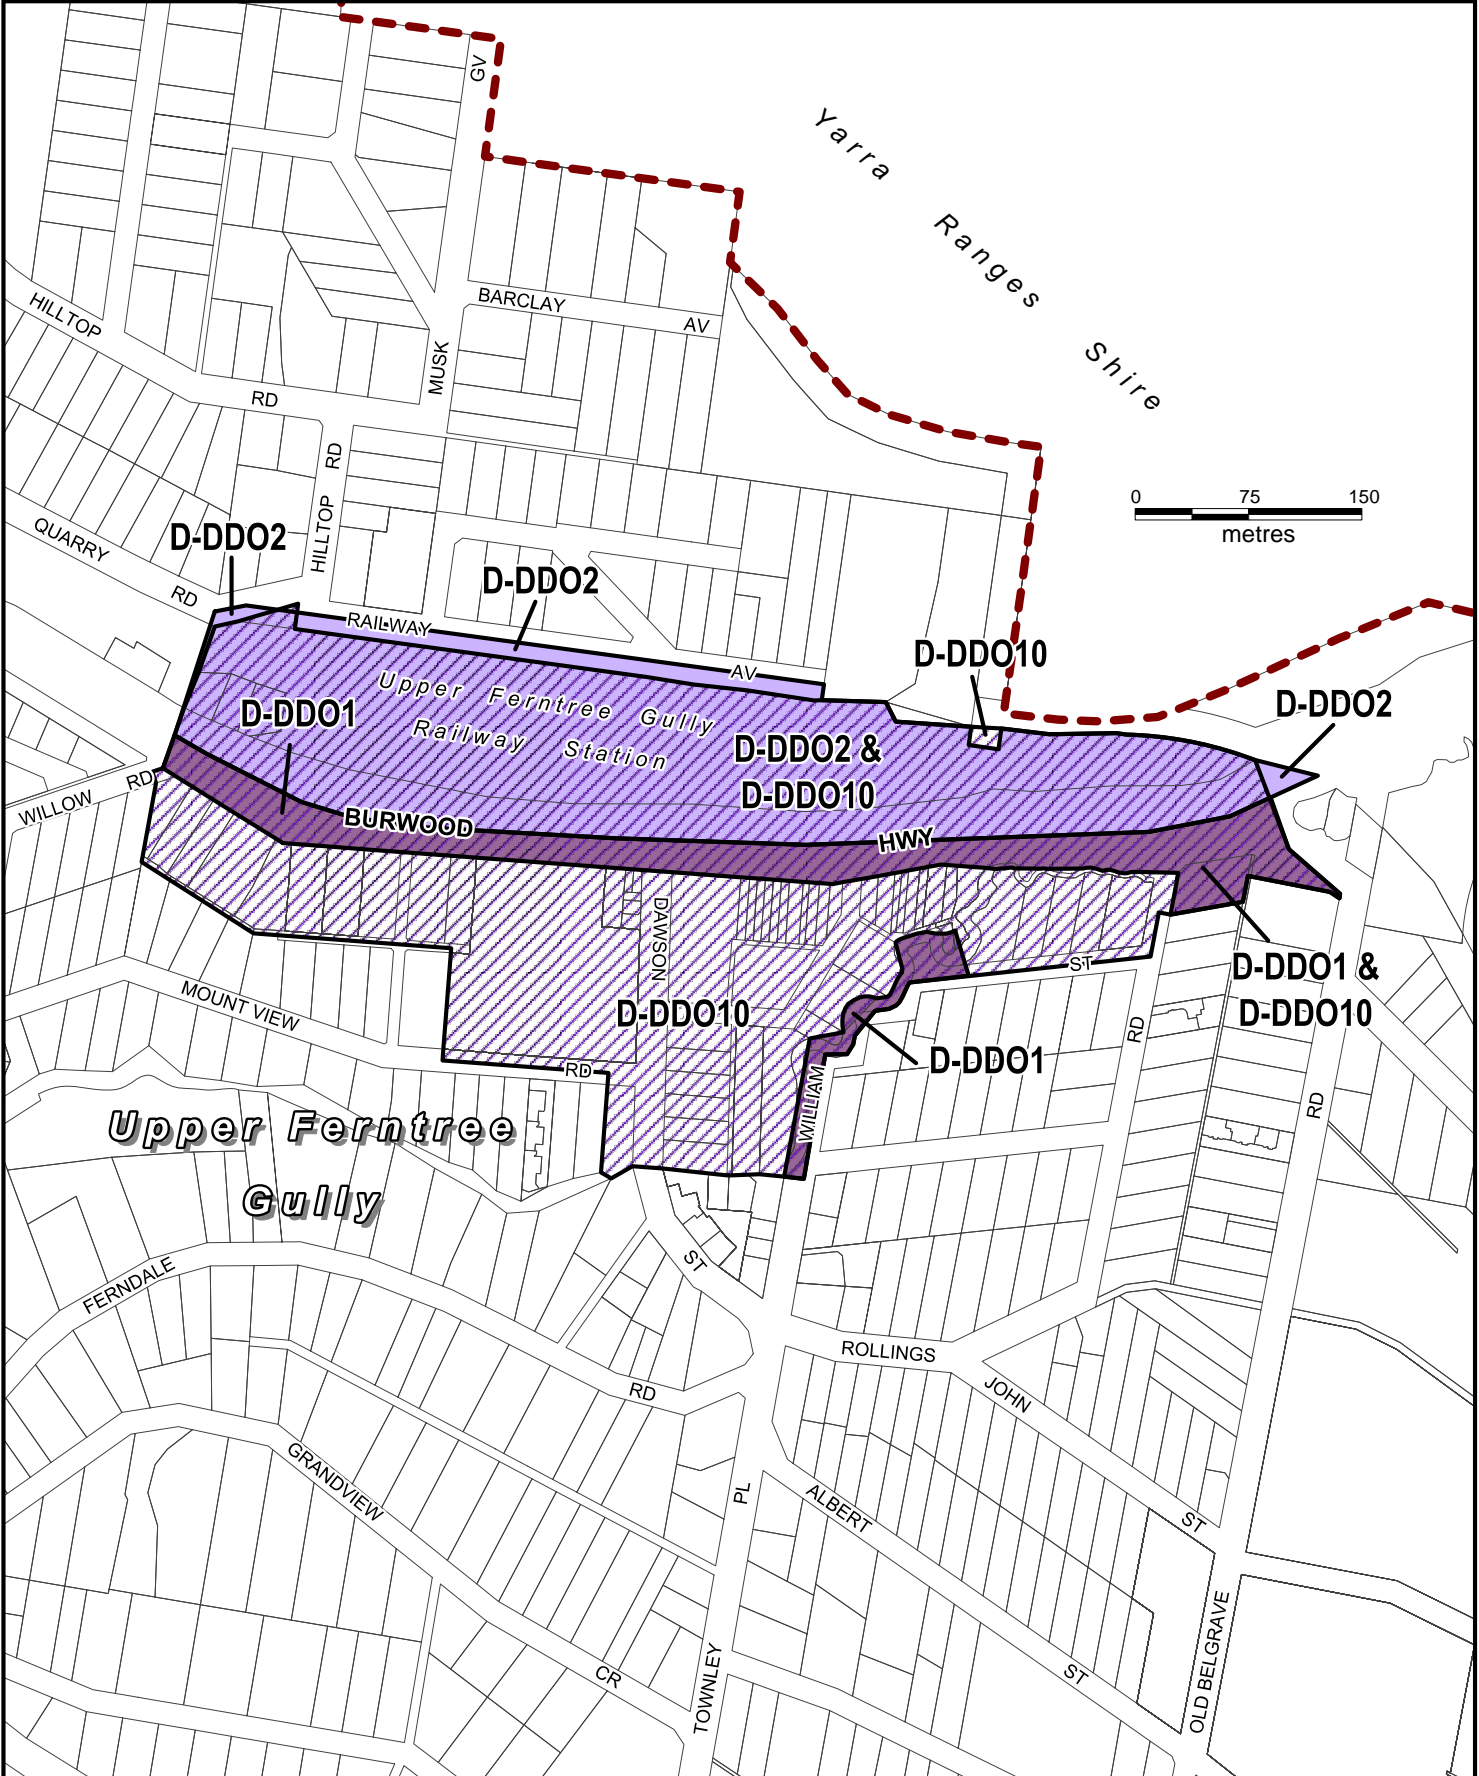 GV
Yarra
Ranges
Shire
BARCLAY
AV
HILLTOP
RD
MUSK
HILLTOP
RD
0 75 150
metres
QUARRY
RD
D-DDO2
D-DDO2
RAILWAY
AV
D-DDO10
D-DDO2
Upper Ferntree Gully
Railway Station
D-DDO1
D-DDO2 &
D-DDO10
WILLOW
RD
BURWOOD
HWY
DAWSON
ST
D-DDO1 &
D-DDO10
MOUNT VIEW
RD
D-DDO10
D-DDO1
RD
WILLIAM
RD
Upper Ferntree
Gully
ST
FERNDALE
RD
ROLLINGS
JOHN
ST
GRANDVIEW
CR
PL
TOWNLEY
ALBERT
ST
OLD BELGRAVE